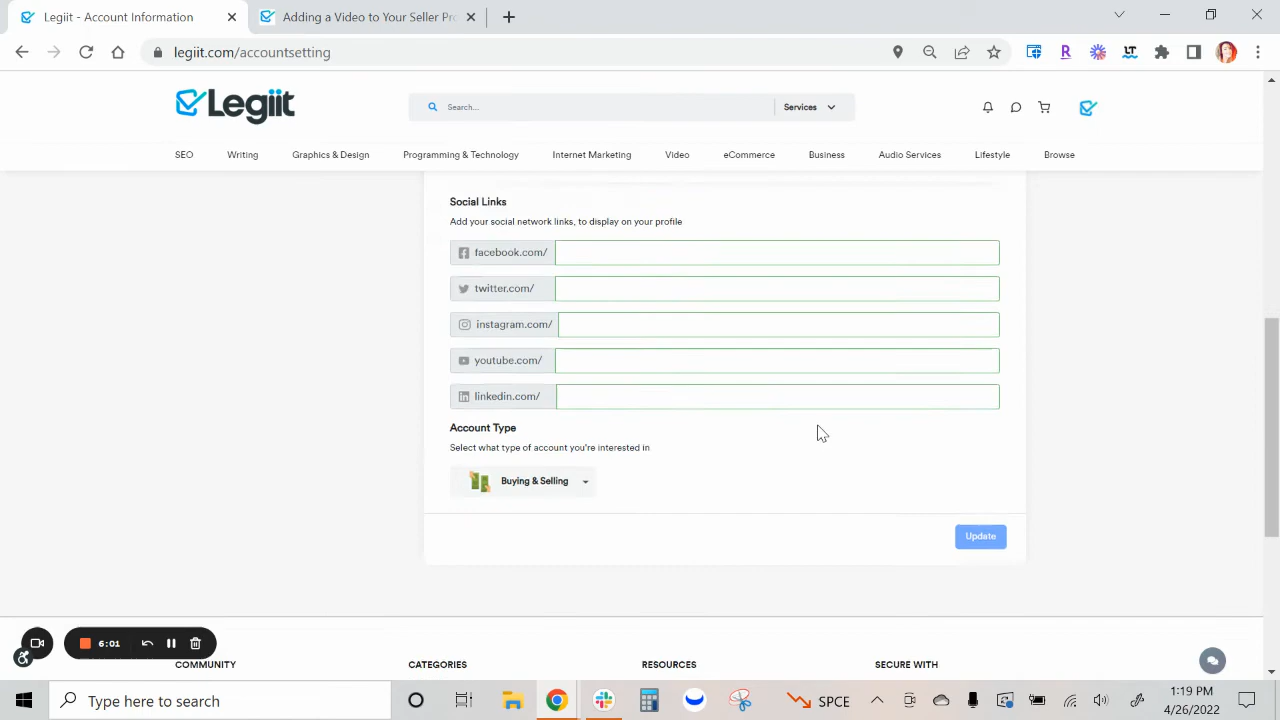 Legiit - Account Information
Adding a Video to Your Seller Pro
legiit.com/accountsetting
Legiit
Search...
Services
SEO
Writing
Graphics & Design
Programming & Technology
Internet Marketing
Video
eCommerce
Business
Audio Services
Lifestyle
Browse
Social Links
Add your social network links, to display on your profile
facebook.com/
twitter.com/
instagram.com/
youtube.com/
linkedin.com/
Account Type
Select what type of account you're interested in
Buying & Selling
Update
6:01
COMMUNITY
CATEGORIES
RESOURCES
SECURE WITH
Type here to search
SPCE
1:19 PM
4/26/2022